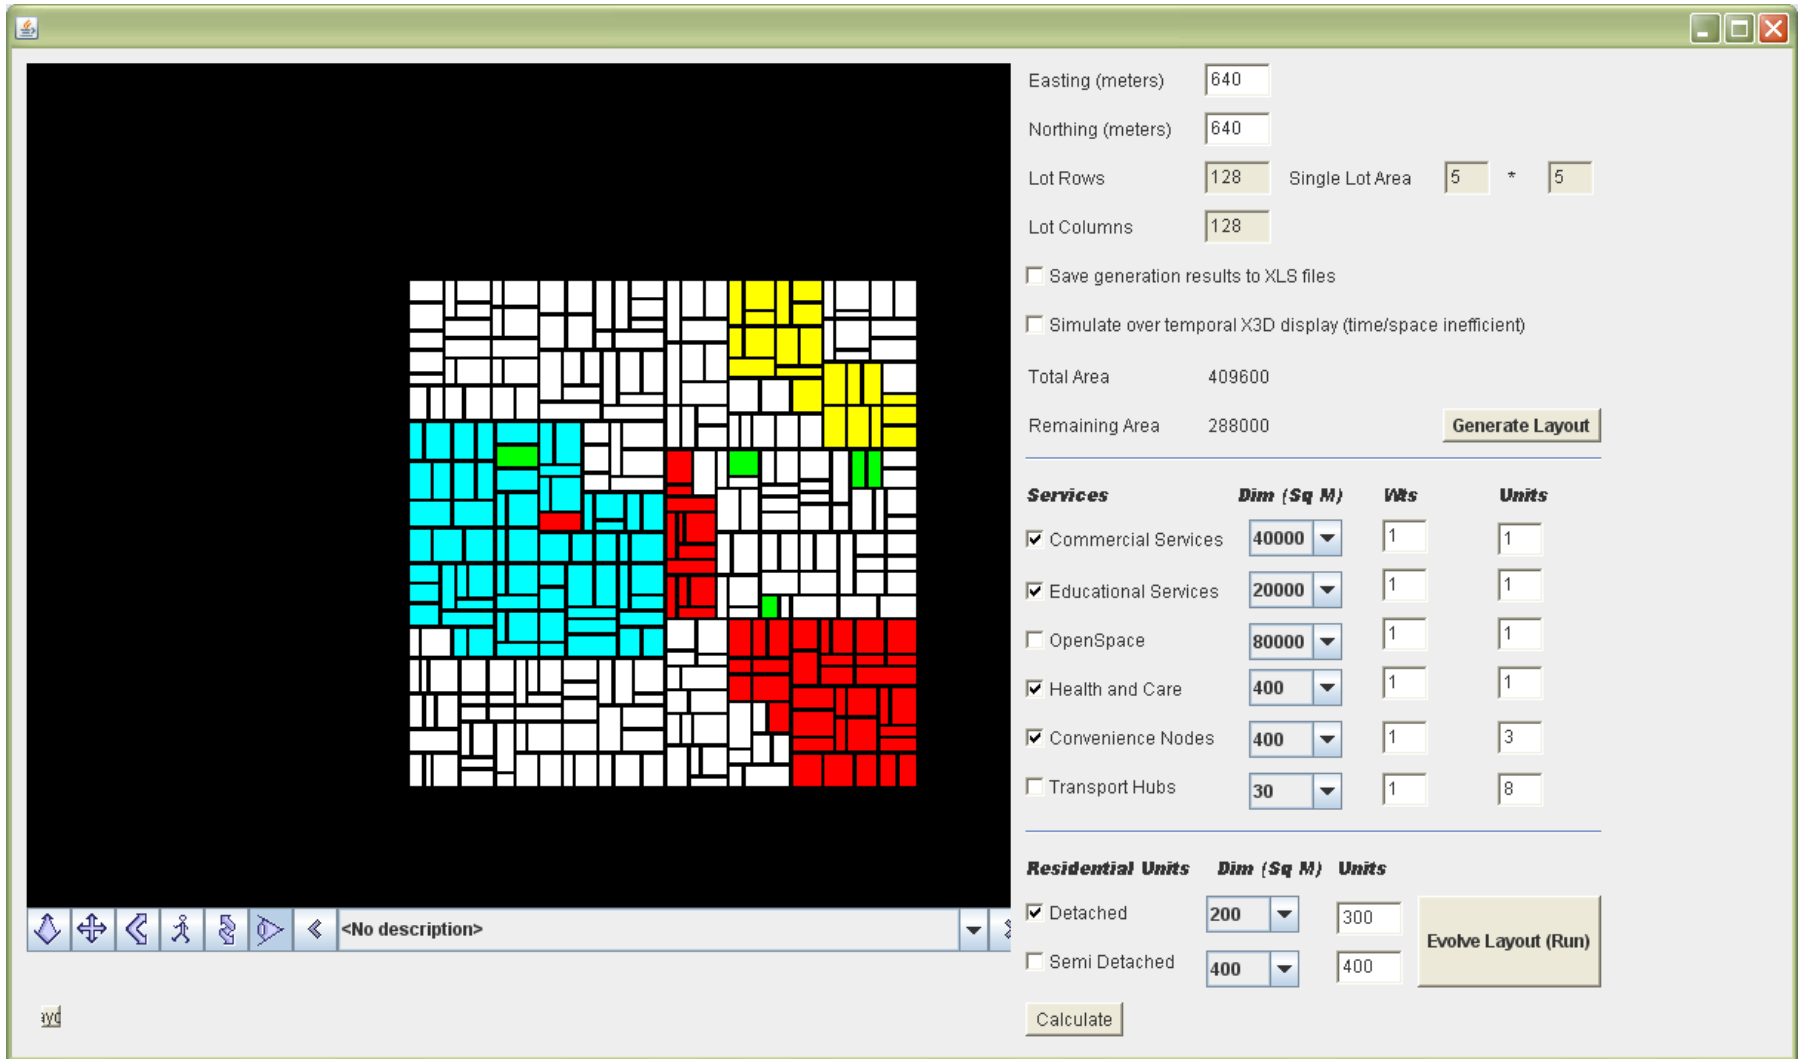 Easting (meters) 640
Northing (meters) 640
Lot Rows 128 Single Lot Area 5 * 5
Lot Columns 128
Save generation results to XLS files
Simulate over temporal X3D display (time/space inefficient)
Total Area 409600
Remaining Area 288000 Generate Layout
Services Dim (Sq M) Wts Units
Commercial Services 40000 1 1
Educational Services 20000 1 1
OpenSpace 80000 1 1
Health and Care 400 1 1
Convenience Nodes 400 1 3
Transport Hubs 30 1 8
Residential Units Dim (Sq M) Units
Detached 200 300
Evolve Layout (Run)
Semi Detached 400 400
<No description>
Calculate